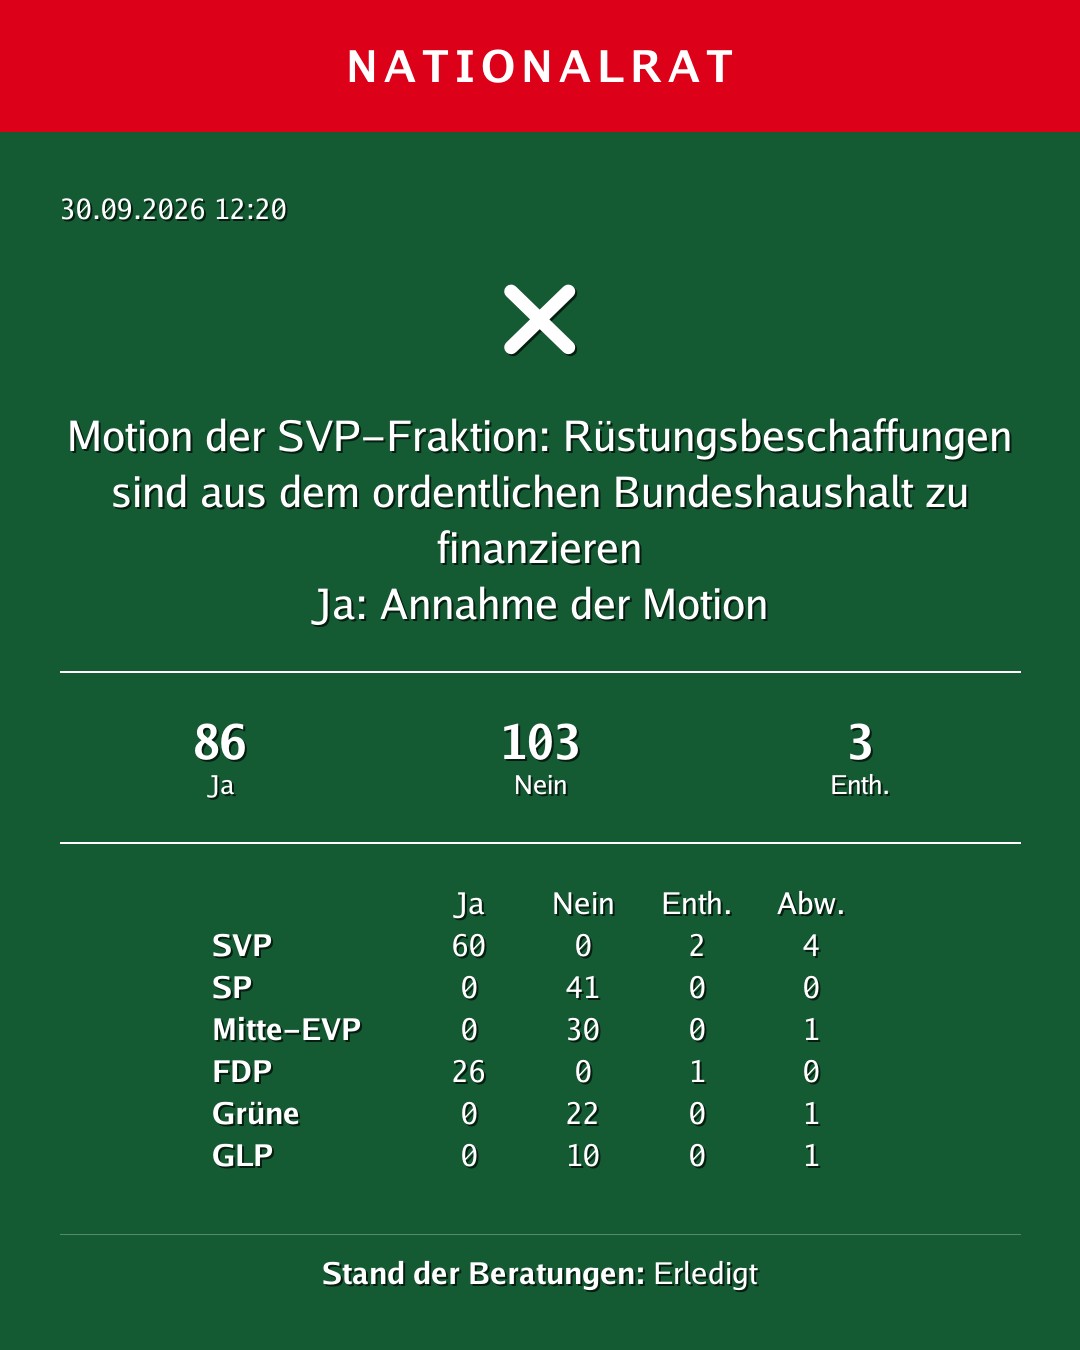 NATIONALRAT
30.09.2026 12:20
Motion der SVP–Fraktion: Rüstungsbeschaffungen
sind aus dem ordentlichen Bundeshaushalt zu
finanzieren
Ja: Annahme der Motion
86 103 3
Ja Nein Enth.
Ja Nein Enth. Abw.
SVP 60 0 2 4
SP 0 41 0 0
Mitte–EVP 0 30 0 1
FDP 26 0 1 0
Grüne 0 22 0 1
GLP 0 10 0 1
Stand der Beratungen: Erledigt